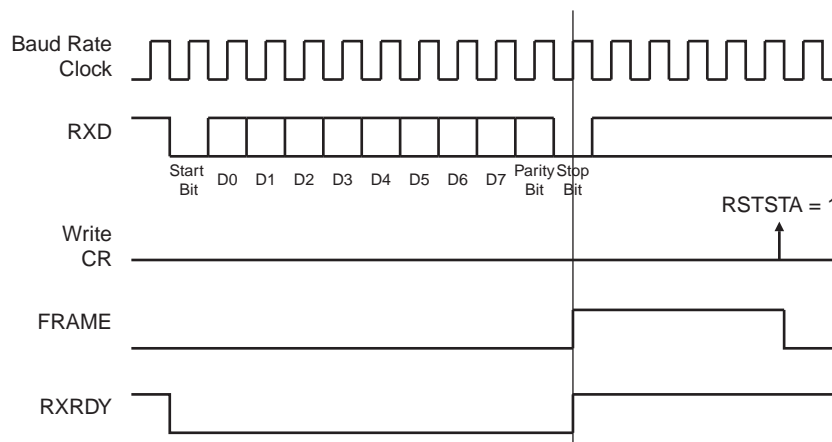 Baud Rate
Clock
RXD
Start
Bit
D0 D1 D2 D3 D4 D5 D6 D7
Parity
Bit
Stop
Bit
RSTSTA = 1
Write
CR
FRAME
RXRDY